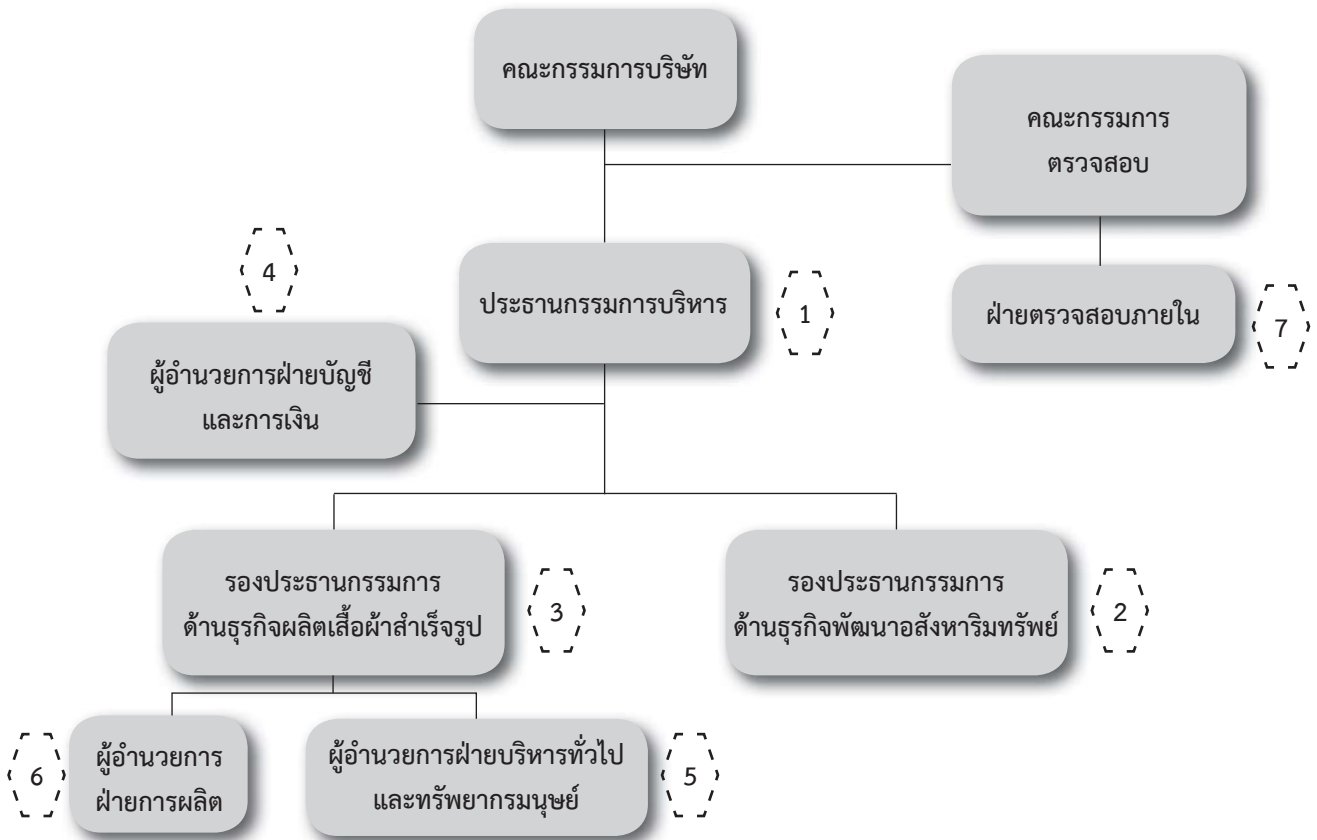 คณะกรรมการบริษัท
คณะกรรมการ
ตรวจสอบ
4
ประธานกรรมการบริหาร
1
ฝ่ายตรวจสอบภายใน
7
ผู้อำนวยการฝ่ายบัญชี
และการเงิน
รองประธานกรรมการ
ด้านธุรกิจผลิตเสื้อผ้าสำเร็จรูป
3
รองประธานกรรมการ
ด้านธุรกิจพัฒนาอสังหาริมทรัพย์
2
6
ผู้อำนวยการ
ฝ่ายการผลิต
ผู้อำนวยการฝ่ายบริหารทั่วไป
และทรัพยากรมนุษย์
5